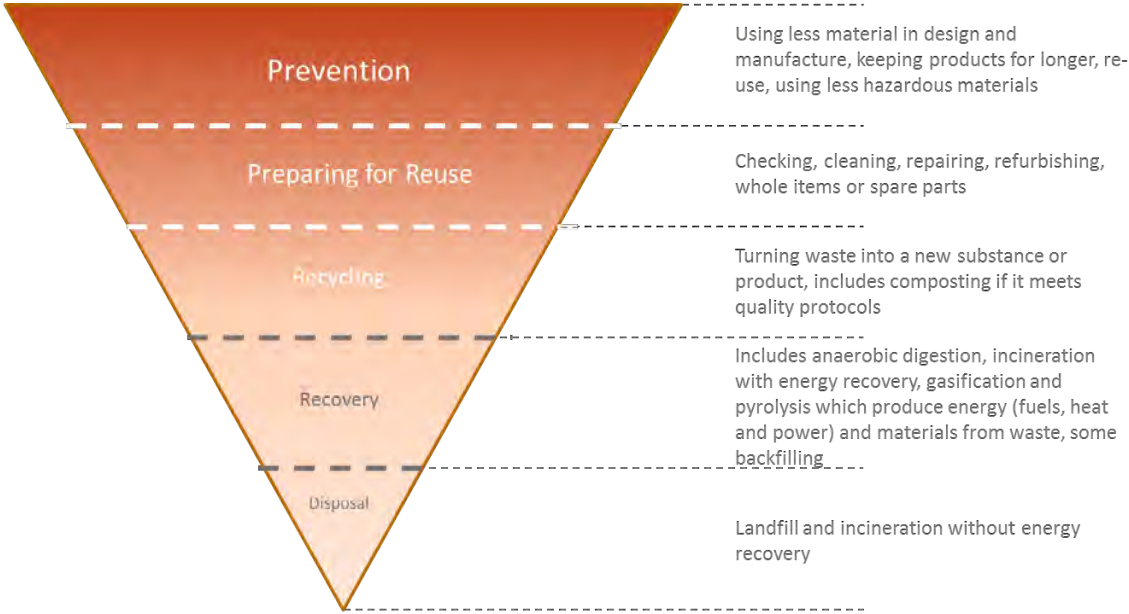 Prevention
Using less material in design and
manufacture, keeping products for longer, re-
use, using less hazardous materials
Preparing for Reuse
Checking, cleaning, repairing, refurbishing,
whole items or spare parts
Recycling
Turning waste into a new substance or
product, includes composting if it meets
quality protocols
Recovery
Includes anaerobic digestion, incineration
with energy recovery, gasification and
pyrolysis which produce energy (fuels, heat
and power) and materials from waste, some
backfilling
Disposal
Landfill and incineration without energy
recovery